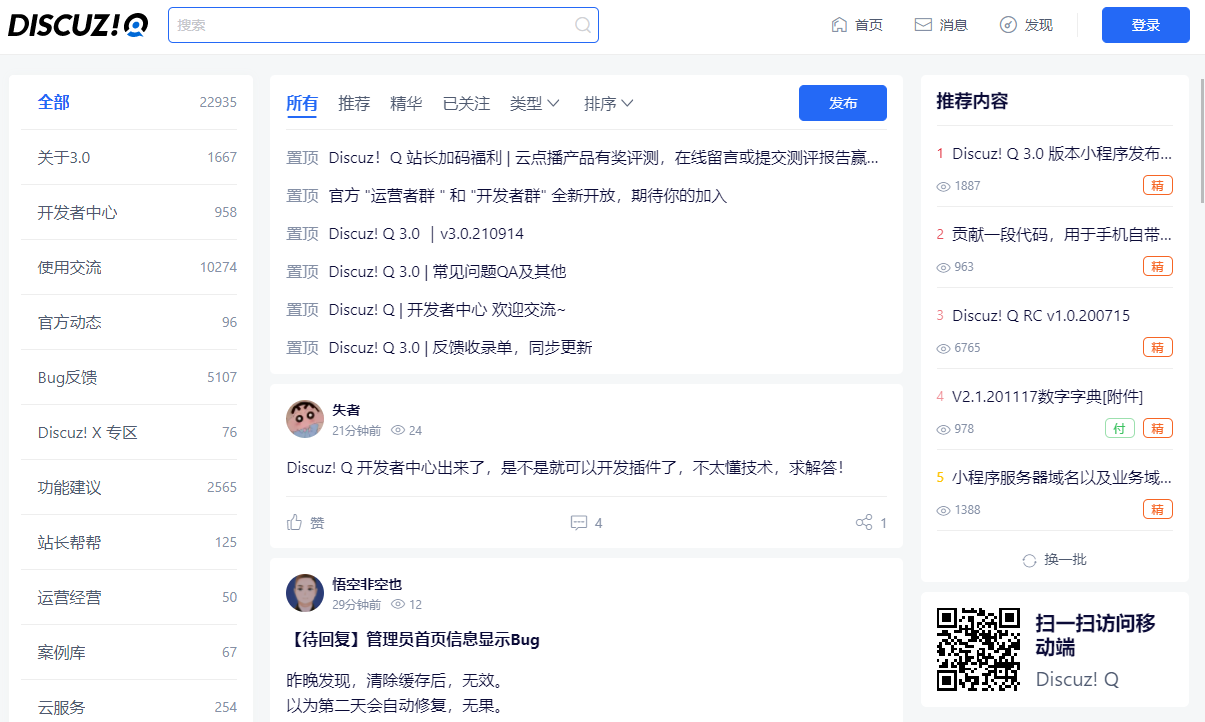 DISCUZ! Q
搜索
首页
消息
发现
登录
全部 22935
关于3.0 1667
开发者中心 958
使用交流 10274
官方动态 96
Bug反馈 5107
Discuz! X 专区 76
功能建议 2565
站长帮帮 125
运营经营 50
案例库 67
云服务 254
所有 推荐 精华 已关注 类型 排序 发布
置顶 Discuz! Q 站长加码福利 | 云点播产品有奖评测，在线留言或提交测评报告赢...
置顶 官方 "运营者群 " 和 "开发者群" 全新开放，期待你的加入
置顶 Discuz! Q 3.0 | v3.0.210914
置顶 Discuz! Q 3.0 | 常见问题QA及其他
置顶 Discuz! Q | 开发者中心 欢迎交流~
置顶 Discuz! Q 3.0 | 反馈收录单，同步更新
失者
21分钟前 24
Discuz! Q 开发者中心出来了，是不是就可以开发插件了，不太懂技术，求解答!
赞 4 1
悟空非空也
29分钟前 12
【待回复】管理员首页信息显示Bug
昨晚发现，清除缓存后，无效。
以为第二天会自动修复，无果。
推荐内容
1 Discuz! Q 3.0 版本小程序发布...
1887 精
2 贡献一段代码，用于手机自带...
963 精
3 Discuz! Q RC v1.0.200715
6765 精
4 V2.1.201117数字字典[附件]
978 付 精
5 小程序服务器域名以及业务域...
1388 精
换一批
扫一扫访问移
动端
Discuz! Q